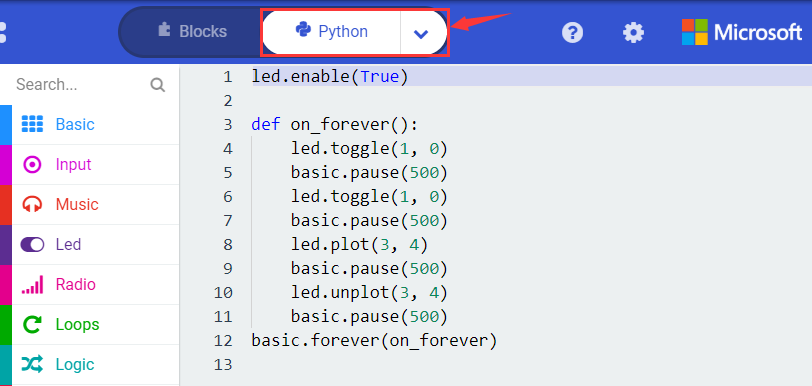 Blocks
Python
?
Microsoft
Search...
Basic
Input
Music
Led
Radio
Loops
Logic
1 led.enable(True)
2
3 def on_forever():
4     led.toggle(1, 0)
5     basic.pause(500)
6     led.toggle(1, 0)
7     basic.pause(500)
8     led.plot(3, 4)
9     basic.pause(500)
10     led.unplot(3, 4)
11     basic.pause(500)
12 basic.forever(on_forever)
13